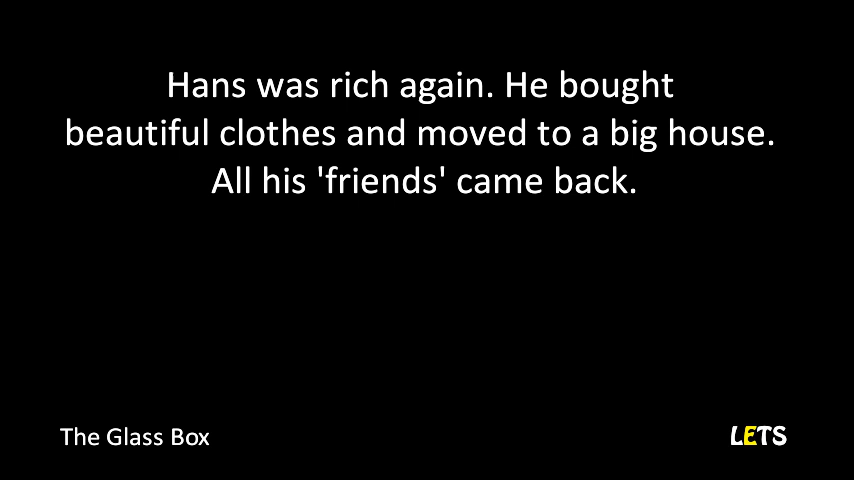 Hans was rich again. He bought
beautiful clothes and moved to a big house.
All his 'friends' came back.
The Glass Box
LETS